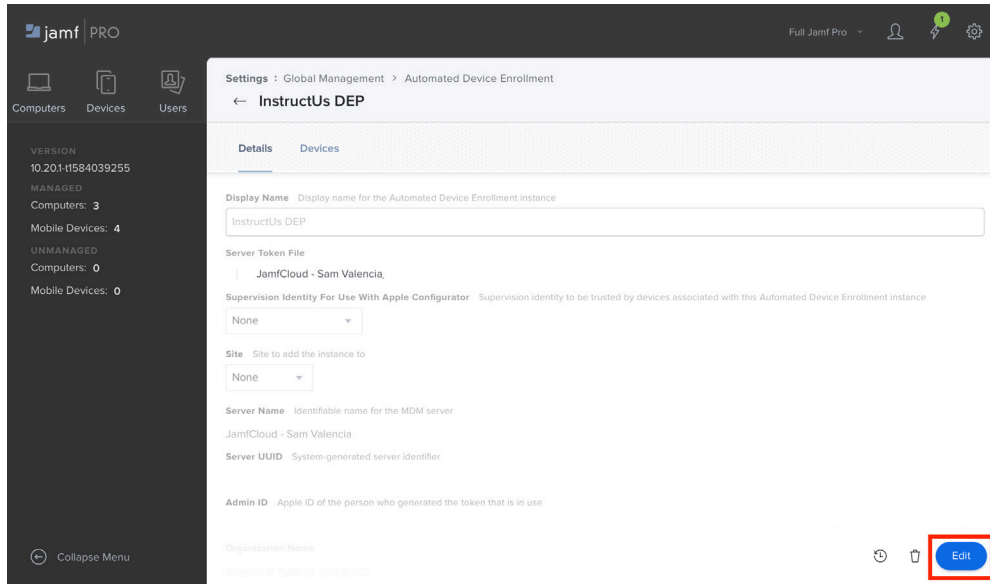 jamf PRO
Full Jamf Pro
1
Computers
Devices
Users
VERSION
10.20.1-t1584039255
MANAGED
Computers: 3
Mobile Devices: 4
UNMANAGED
Computers: 0
Mobile Devices: 0
Collapse Menu
Settings : Global Management > Automated Device Enrollment
← InstructUs DEP
Details
Devices
Display Name Display name for the Automated Device Enrollment instance
InstructUs DEP
Server Token File
JamfCloud - Sam Valencia
Supervision Identity For Use With Apple Configurator Supervision identity to be trusted by devices associated with this Automated Device Enrollment instance
None
Site Site to add the instance to
None
Server Name Identifiable name for the MDM server
JamfCloud - Sam Valencia
Server UUID System-generated server identifier
Admin ID Apple ID of the person who generated the token that is in use
Organization Name
Edit